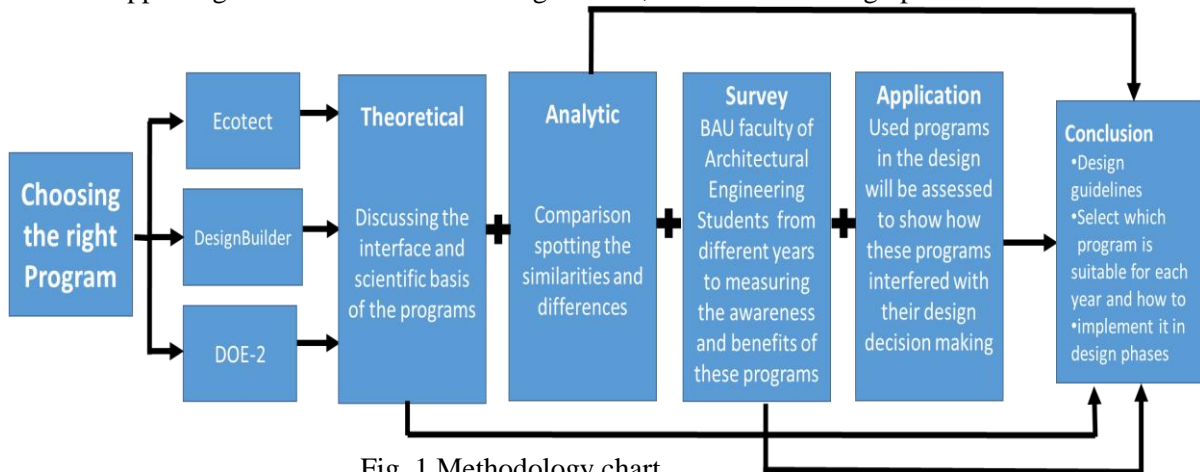 Choosing
the right
Program
Ecotect
DesignBuilder
DOE-2
Theoretical
Discussing the
interface and
scientific basis
of the programs
+
Analytic
Comparison
spotting the
similarities and
differences
+
Survey
BAU faculty of
Architectural
Engineering
Students from
different years
to measuring
the awareness
and benefits of
these programs
+
Application
Used programs
in the design
will be assessed
to show how
these programs
interfered with
their design
decision making
Conclusion
•Design
guidelines
•Select which
program is
suitable for each
year and how to
•implement it in
design phases
Fig. 1 Methodology chart